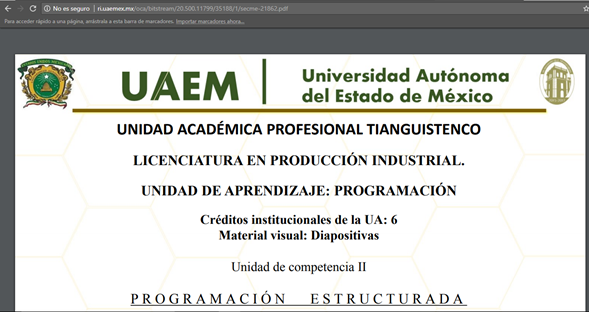 No es seguro | ri.uaemex.mx/oca/bitstream/20.500.11799/35180/1/secme-21862.pdf
Para acceder rápido a una página, arrástrala a esta barra de marcadores. Importar marcadores ahora...
UAEM | Universidad Autónoma
del Estado de México
UNIDAD ACADÉMICA PROFESIONAL TIANGUISTENCO
LICENCIATURA EN PRODUCCIÓN INDUSTRIAL.
UNIDAD DE APRENDIZAJE: PROGRAMACIÓN
Créditos institucionales de la UA: 6
Material visual: Diapositivas
Unidad de competencia II
PROGRAMACIÓN ESTRUCTURADA